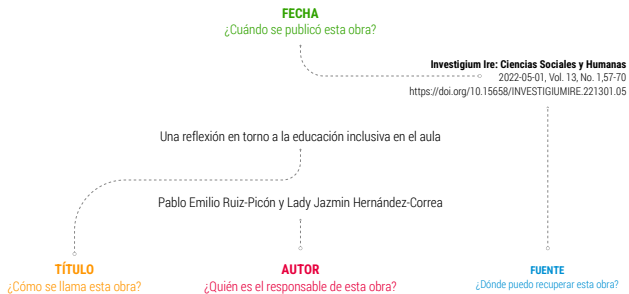 FECHA
¿Cuándo se publicó esta obra?
Investigium Ire: Ciencias Sociales y Humanas
2022-05-01, Vol. 13, No. 1,57-70
https://doi.org/10.15658/INVESTIGIUMIRE.221301.05
Una reflexión en torno a la educación inclusiva en el aula
Pablo Emilio Ruiz-Picón y Lady Jazmin Hernández-Correa
TÍTULO
¿Cómo se llama esta obra?
AUTOR
¿Quién es el responsable de esta obra?
FUENTE
¿Dónde puedo recuperar esta obra?